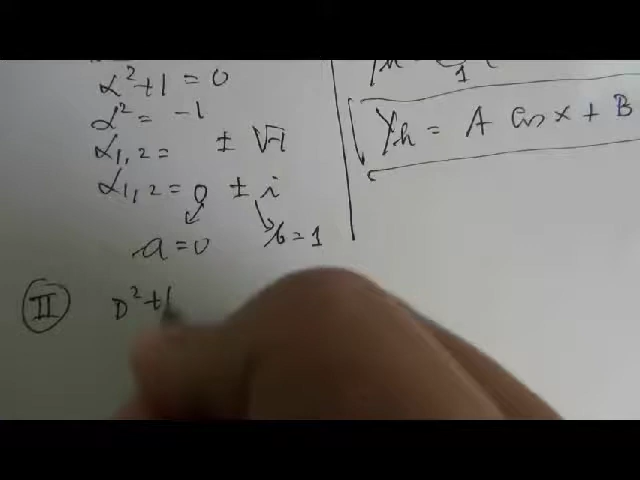 α² + 1 = 0
α² = -1
α₁,₂ = ± √-1
α₁,₂ = 0 ± i
a = 0 b = 1
II D² + 1
Yh = A Cos x + B